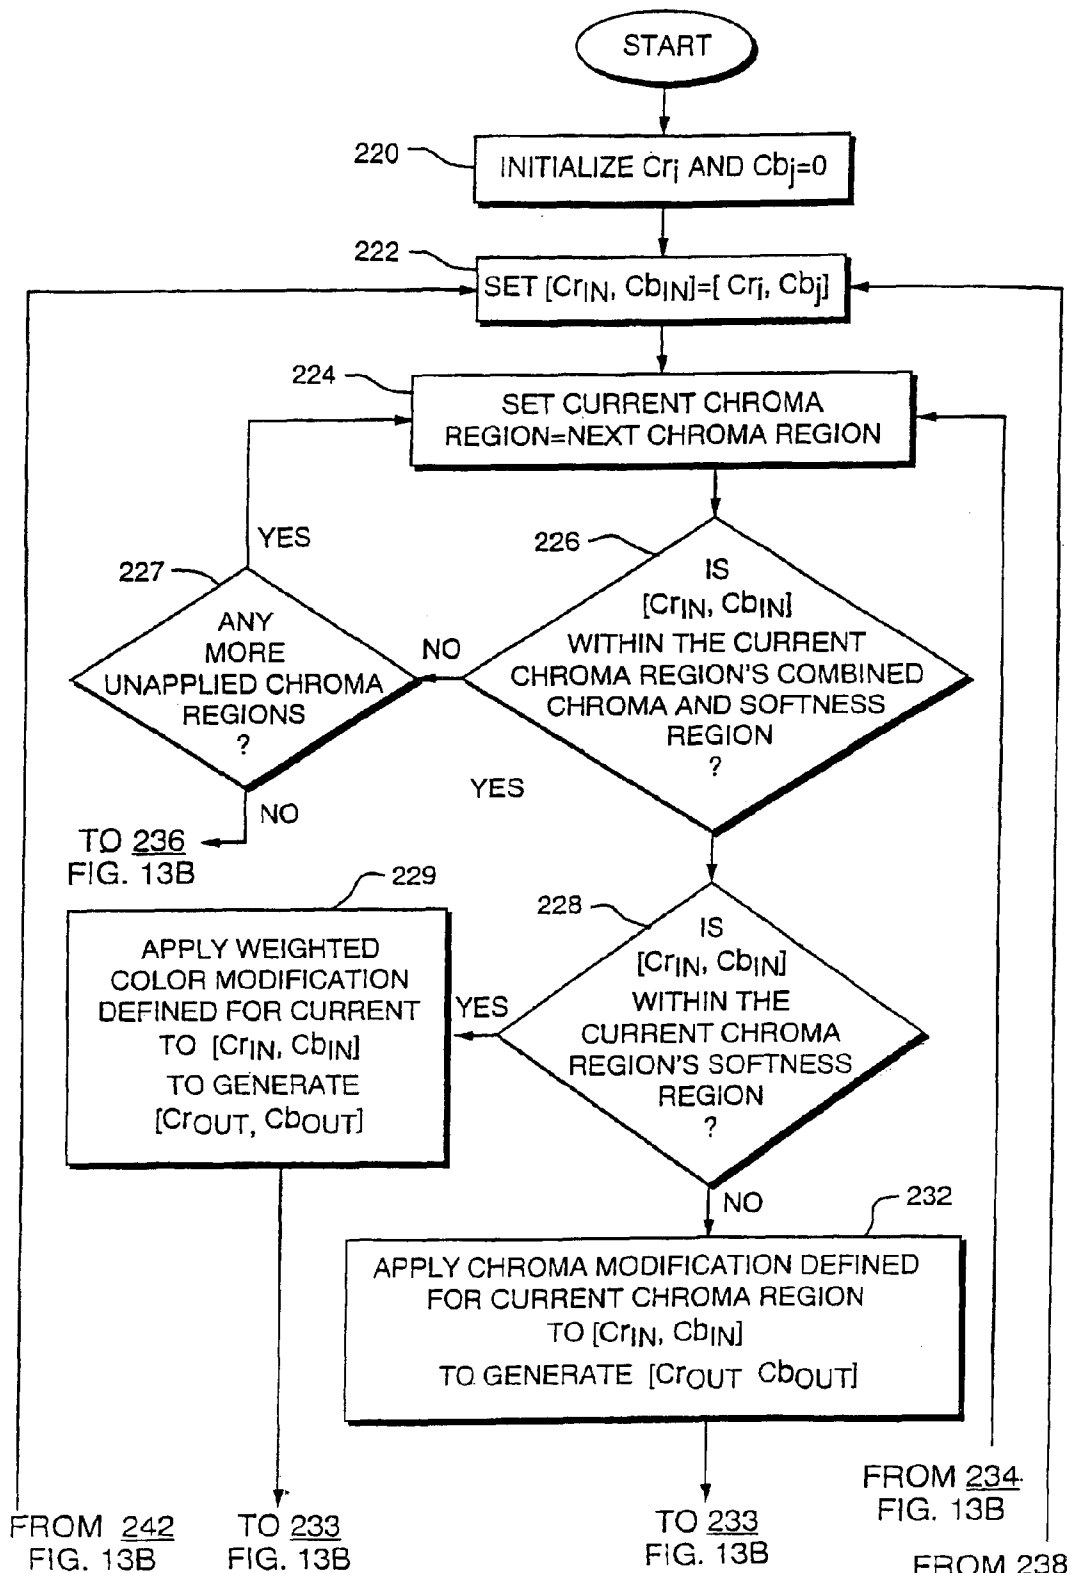 START
220
INITIALIZE Cri AND Cbj=0
222
SET [CrIN, CbIN]=[ Cri, Cbj]
224
SET CURRENT CHROMA
REGION=NEXT CHROMA REGION
YES
226
227
IS
[CrIN, CbIN]
WITHIN THE CURRENT
CHROMA REGION'S COMBINED
CHROMA AND SOFTNESS
REGION
?
ANY
MORE
UNAPPLIED CHROMA
REGIONS
?
NO
YES
NO
TO 236
FIG. 13B
229
228
IS
[CrIN, CbIN]
WITHIN THE
CURRENT CHROMA
REGION'S SOFTNESS
REGION
?
APPLY WEIGHTED
COLOR MODIFICATION
DEFINED FOR CURRENT
TO [CrIN, CbIN]
TO GENERATE
[CrOUT, CbOUT]
YES
NO
232
APPLY CHROMA MODIFICATION DEFINED
FOR CURRENT CHROMA REGION
TO [CrIN, CbIN]
TO GENERATE [CrOUT CbOUT]
FROM 234
FIG. 13B
FROM 242
FIG. 13B
TO 233
FIG. 13B
TO 233
FIG. 13B
FROM 238